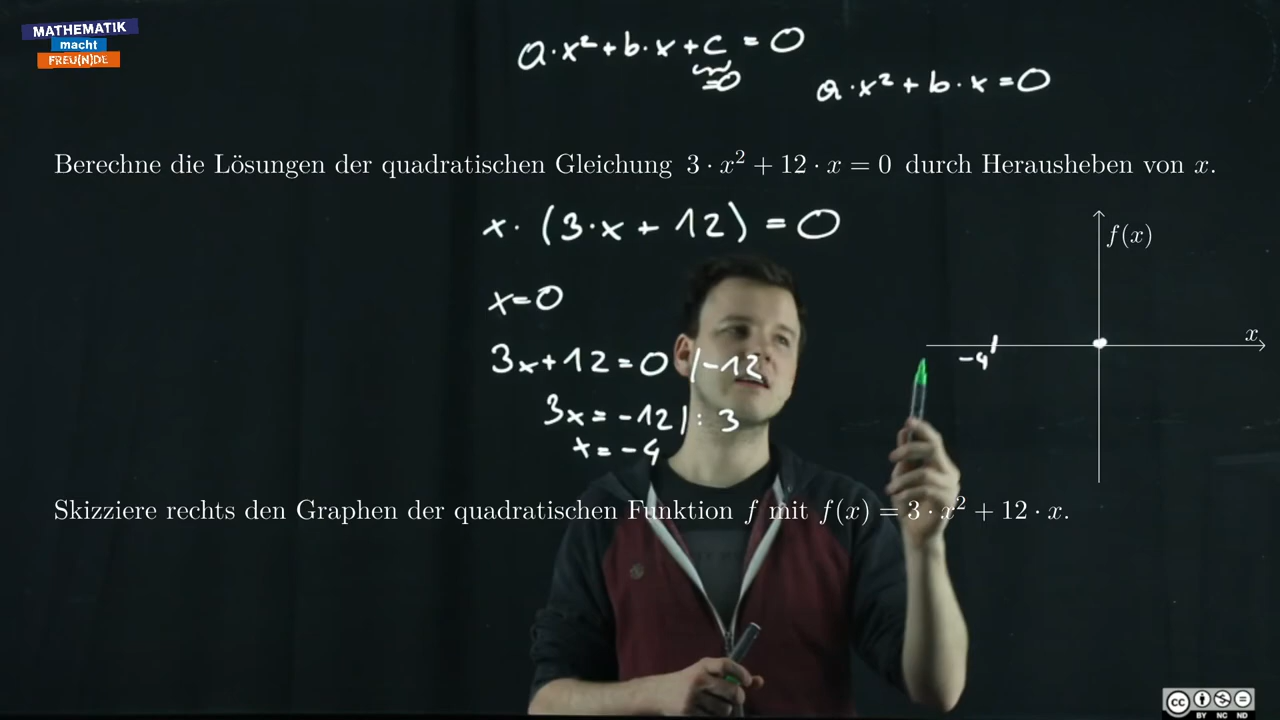 MATHEMATIK
macht
FREU(N)DE
a·x²+b·x+c=0
=0
a·x²+b·x=0
Berechne die Lösungen der quadratischen Gleichung 3 · x² + 12 · x = 0 durch Herausheben von x.
x·(3·x+12)=0
f(x)
x=0
x
-4
3x+12=0 |-12
3x=-12 |:3
x=-4
Skizziere rechts den Graphen der quadratischen Funktion f mit f(x) = 3 · x² + 12 · x.
cc
BY NC ND